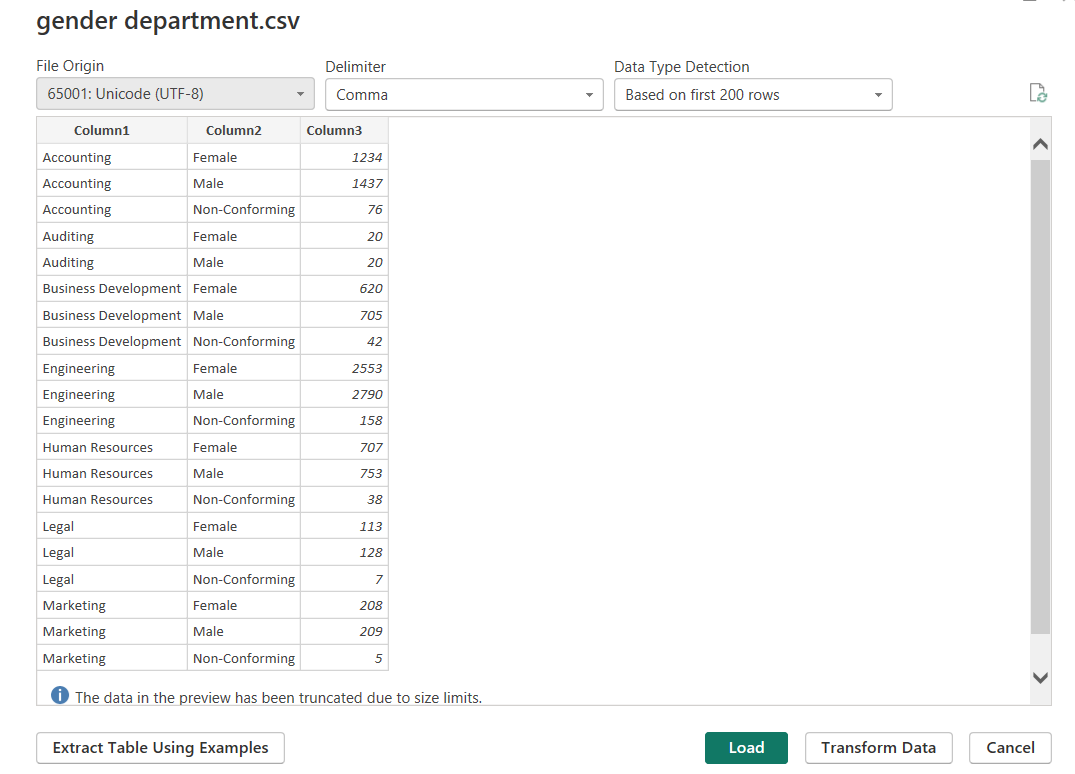 gender department.csv
File Origin Delimiter Data Type Detection
65001: Unicode (UTF-8) Comma Based on first 200 rows
Column1 Column2 Column3
Accounting Female 1234
Accounting Male 1437
Accounting Non-Conforming 76
Auditing Female 20
Auditing Male 20
Business Development Female 620
Business Development Male 705
Business Development Non-Conforming 42
Engineering Female 2553
Engineering Male 2790
Engineering Non-Conforming 158
Human Resources Female 707
Human Resources Male 753
Human Resources Non-Conforming 38
Legal Female 113
Legal Male 128
Legal Non-Conforming 7
Marketing Female 208
Marketing Male 209
Marketing Non-Conforming 5
The data in the preview has been truncated due to size limits.
Extract Table Using Examples Load Transform Data Cancel